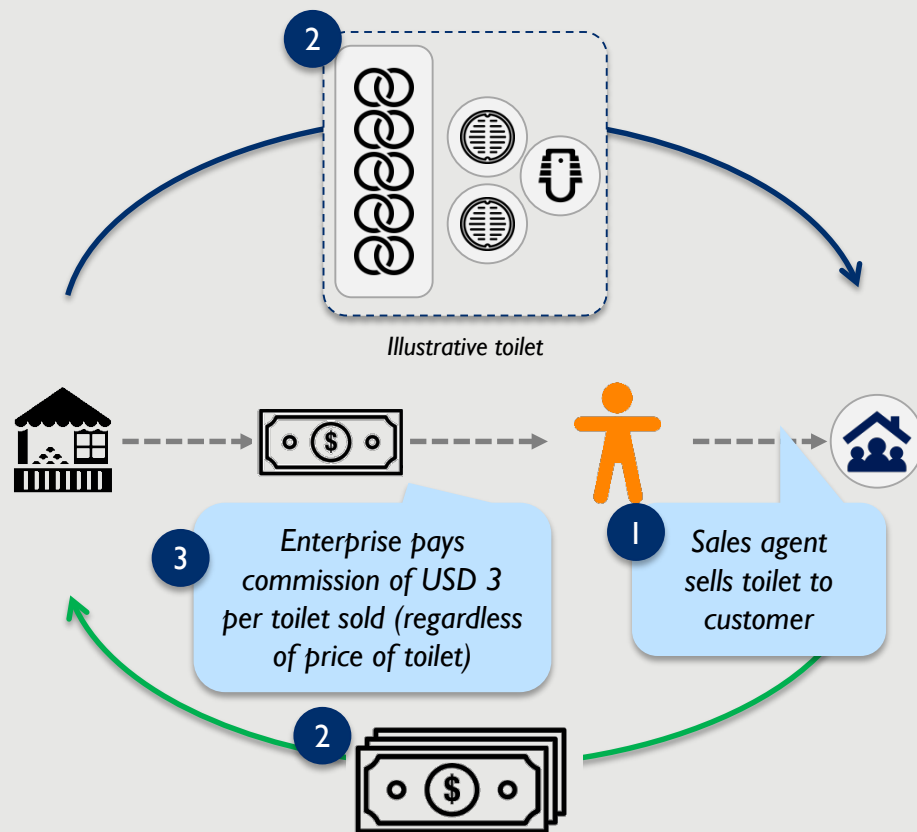 2
Illustrative toilet
$
3
Enterprise pays
commission of USD 3
per toilet sold (regardless
of price of toilet)
1
Sales agent
sells toilet to
customer
2
$